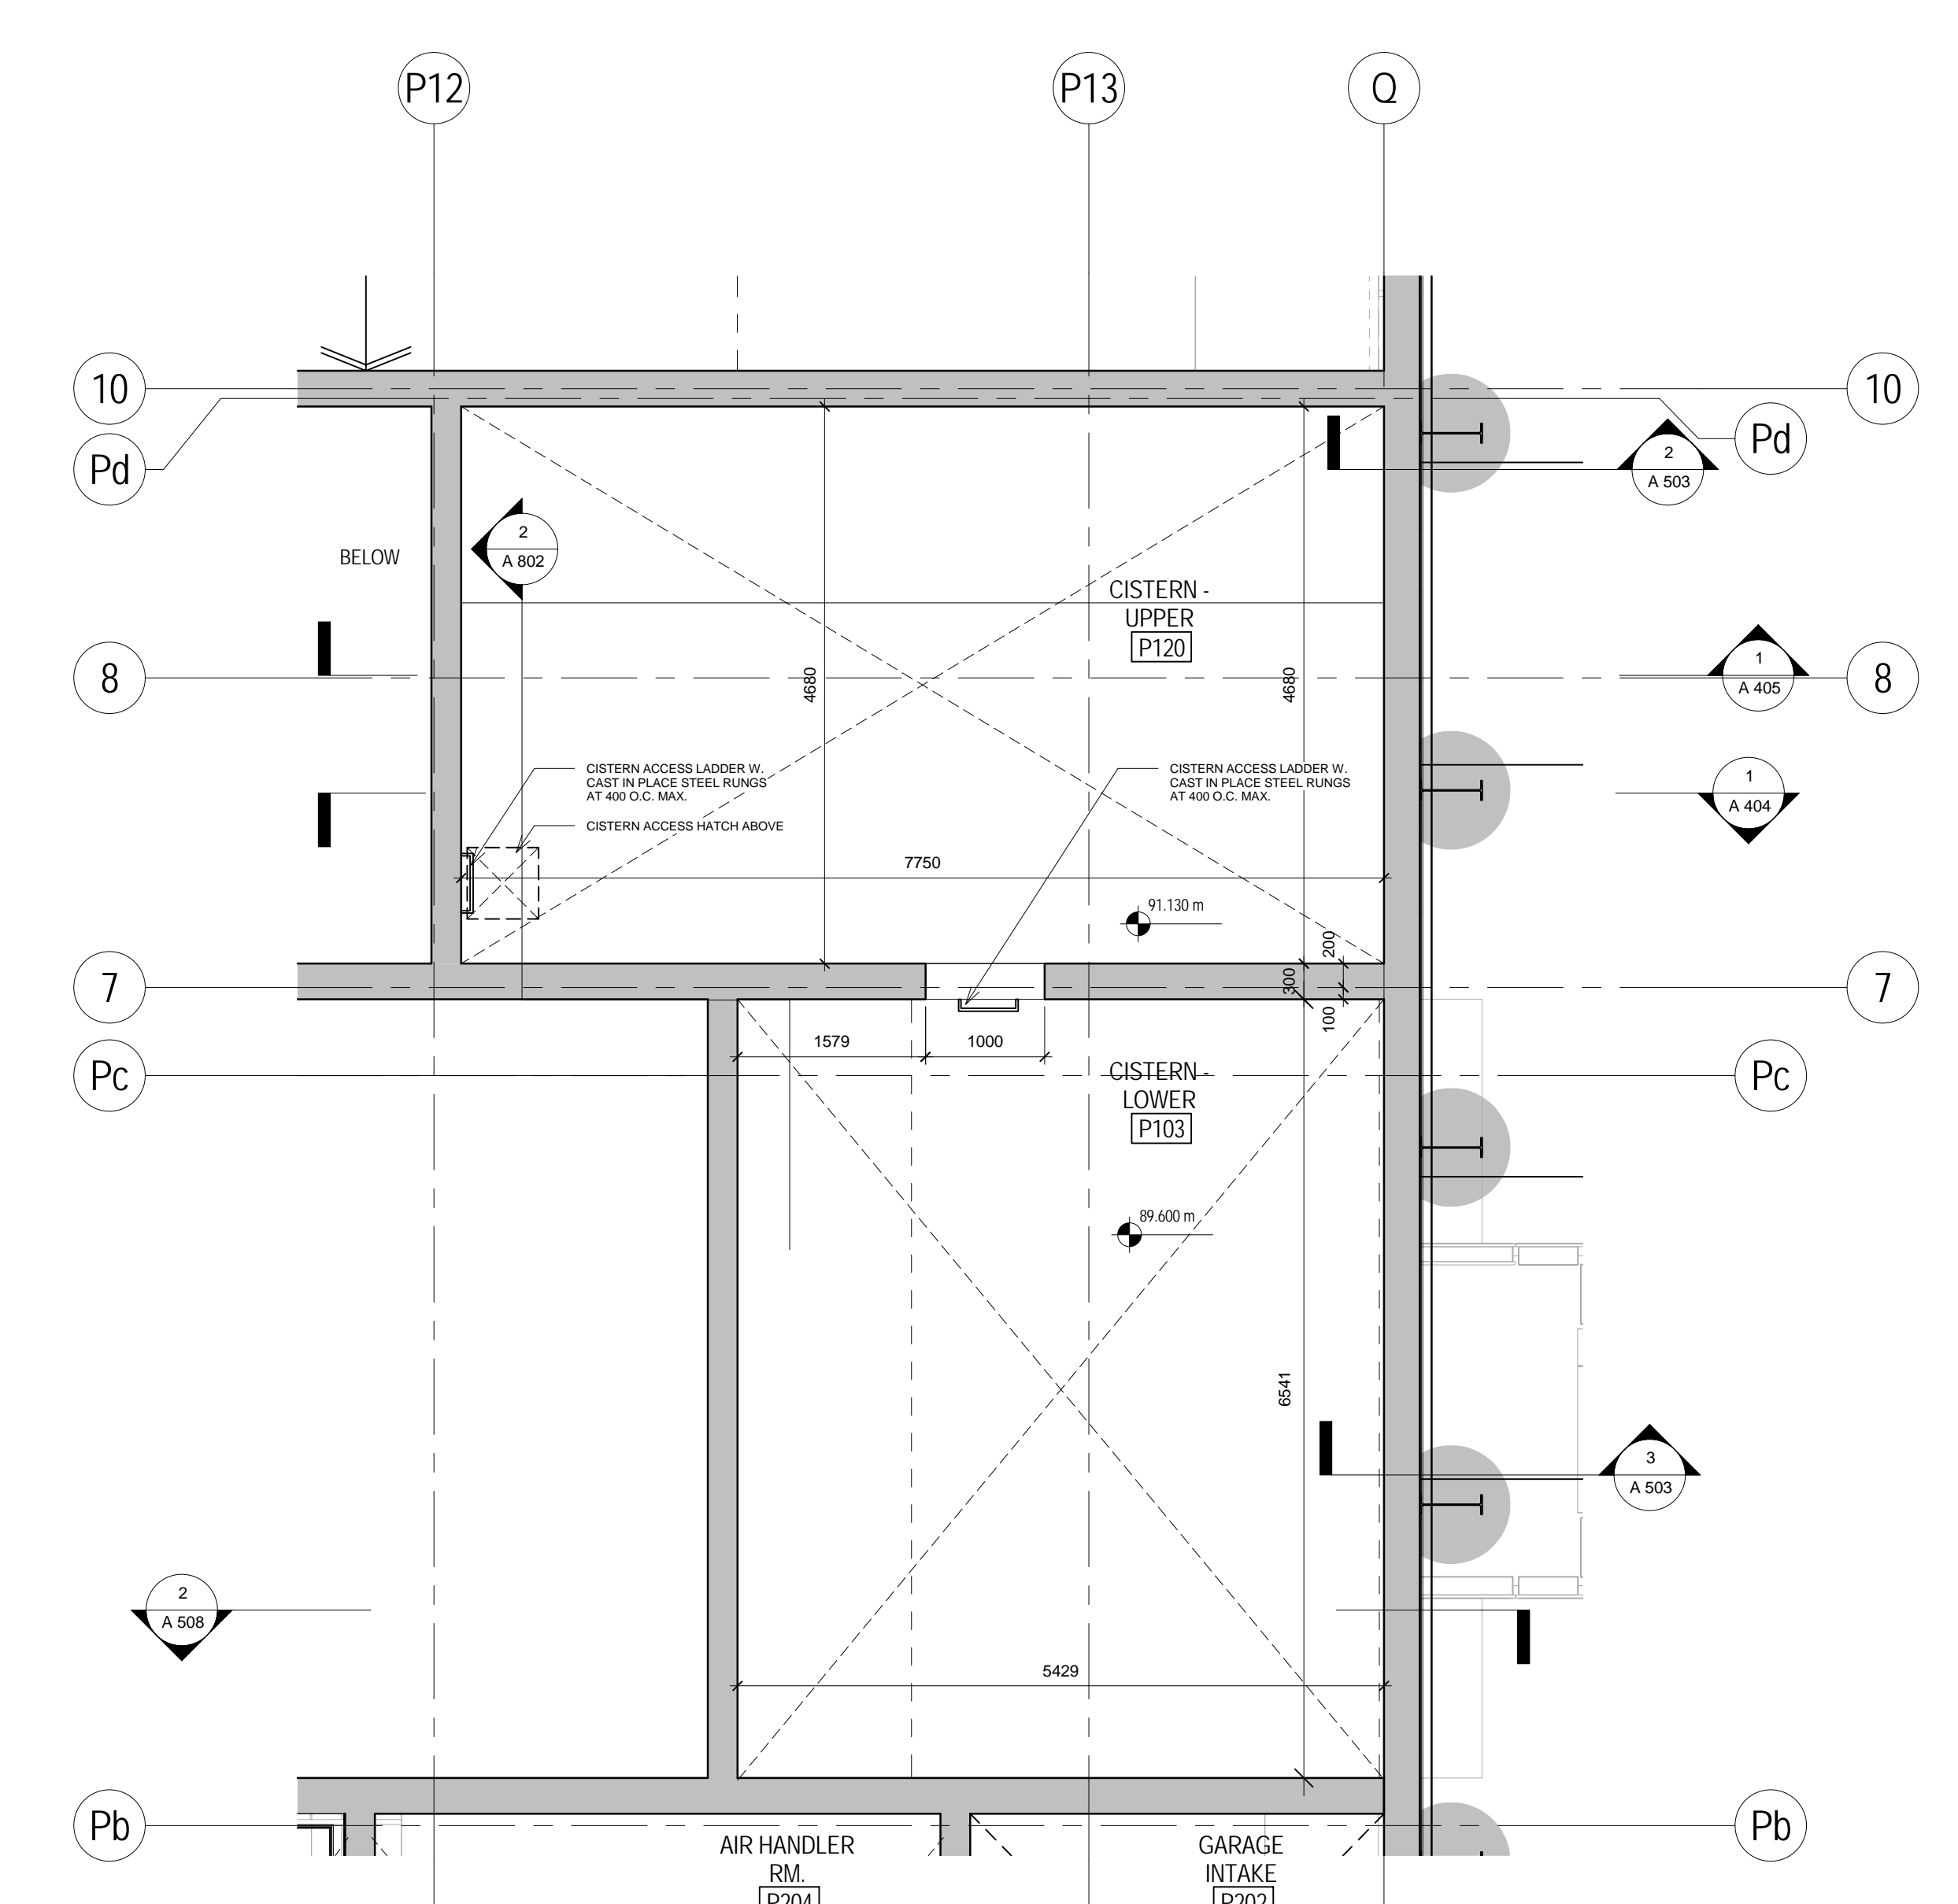 P12
P13
Q
10
10
Pd
Pd
2
A 503
2
A 802
BELOW
CISTERN -
UPPER
P120
8
4680
4680
1
A 405
8
CISTERN ACCESS LADDER W.
CAST IN PLACE STEEL RUNGS
AT 400 O.C. MAX.
CISTERN ACCESS HATCH ABOVE
CISTERN ACCESS LADDER W.
CAST IN PLACE STEEL RUNGS
AT 400 O.C. MAX.
1
A 404
7750
91.130 m
200
7
300
7
100
1579
1000
Pc
CISTERN -
LOWER
P103
Pc
89.600 m
6541
3
A 503
2
A 508
5429
Pb
AIR HANDLER
RM.
P204
GARAGE
INTAKE
P202
Pb